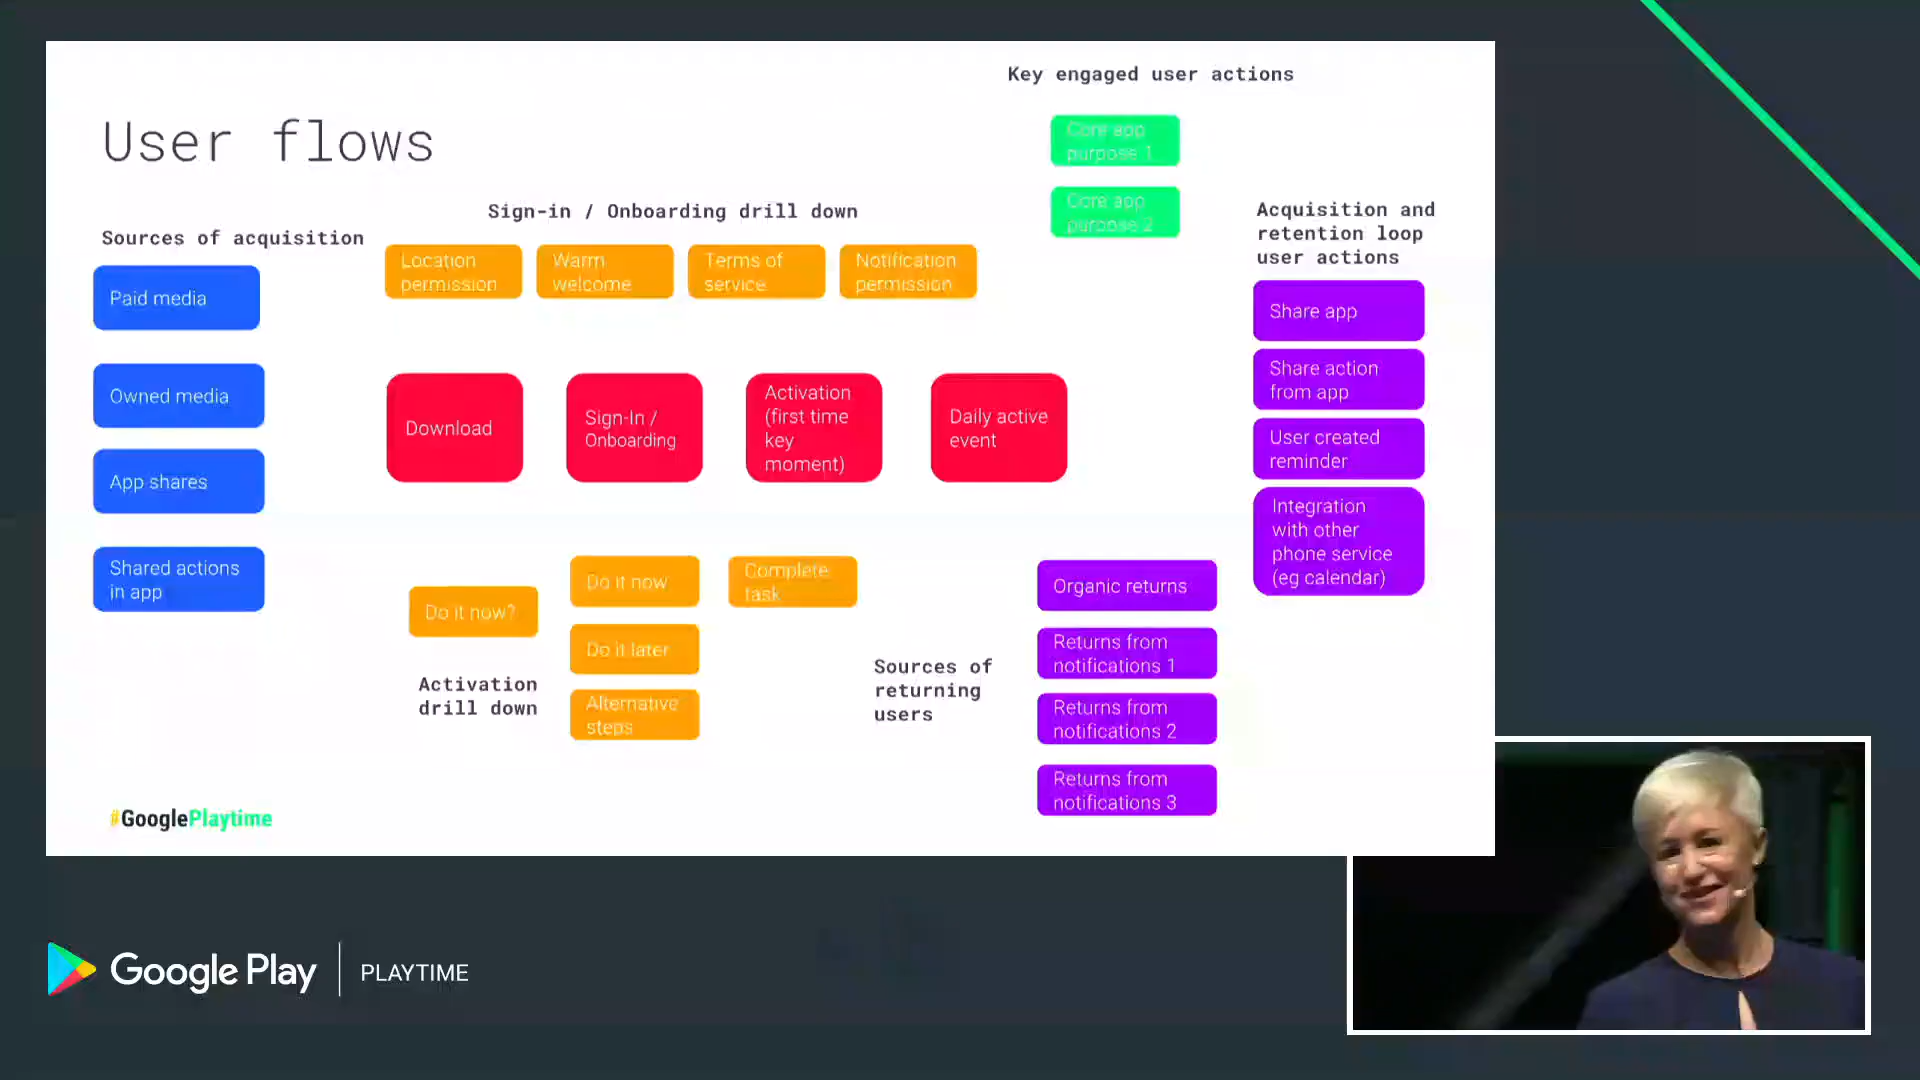 Key engaged user actions
User flows
Core app
purpose 1
Core app
purpose 2
Sources of acquisition
Paid media
Owned media
App shares
Shared actions
in app
Sign-in / Onboarding drill down
Location
permission
Warm
welcome
Terms of
service
Notification
permission
Download
Sign-In /
Onboarding
Activation
(first time
key
moment)
Daily active
event
Acquisition and
retention loop
user actions
Share app
Share action
from app
User created
reminder
Integration
with other
phone service
(eg calendar)
Do it now?
Do it now
Do it later
Alternative
steps
Complete
task
Activation
drill down
Sources of
returning
users
Organic returns
Returns from
notifications 1
Returns from
notifications 2
Returns from
notifications 3
#GooglePlaytime
Google Play | PLAYTIME